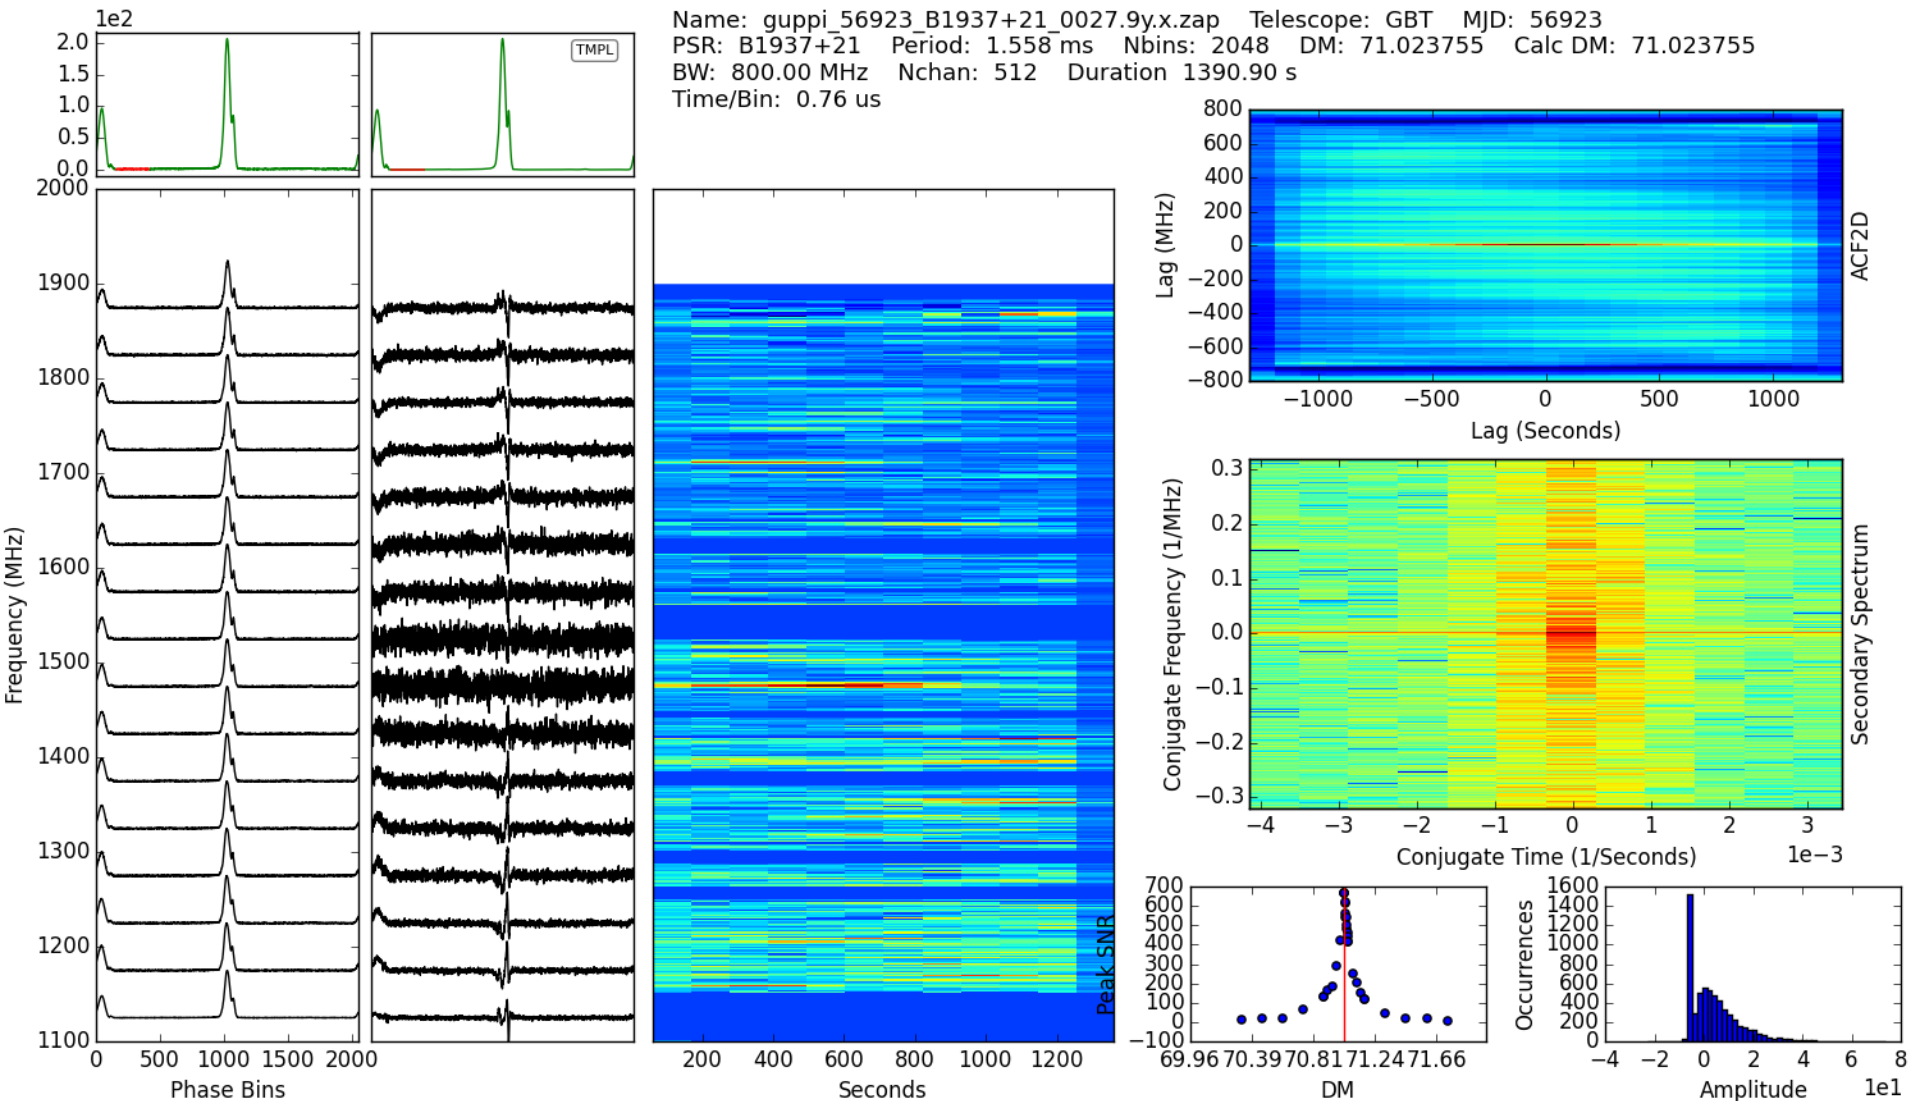 Name: guppi_56923_B1937+21_0027.9y.x.zap Telescope: GBT MJD: 56923
PSR: B1937+21 Period: 1.558 ms Nbins: 2048 DM: 71.023755 Calc DM: 71.023755
BW: 800.00 MHz Nchan: 512 Duration 1390.90 s
Time/Bin: 0.76 us
1e2
2.0
1.5
1.0
0.5
0.0
TMPL
2000
1900
1800
1700
1600
1500
1400
1300
1200
1100
Frequency (MHz)
0 500 1000 1500 2000
Phase Bins
200 400 600 800 1000 1200
Seconds
800
600
400
200
0
−200
−400
−600
−800
Lag (MHz)
ACF2D
−1000 −500 0 500 1000
Lag (Seconds)
0.3
0.2
0.1
0.0
−0.1
−0.2
−0.3
Conjugate Frequency (1/MHz)
Secondary Spectrum
−4 −3 −2 −1 0 1 2 3
Conjugate Time (1/Seconds) 1e−3
700
600
500
400
300
200
100
0
−100
Peak SNR
69.96 70.39 70.81 71.24 71.66
DM
1600
1400
1200
1000
800
600
400
200
0
Occurrences
−4 −2 0 2 4 6 8
Amplitude 1e1